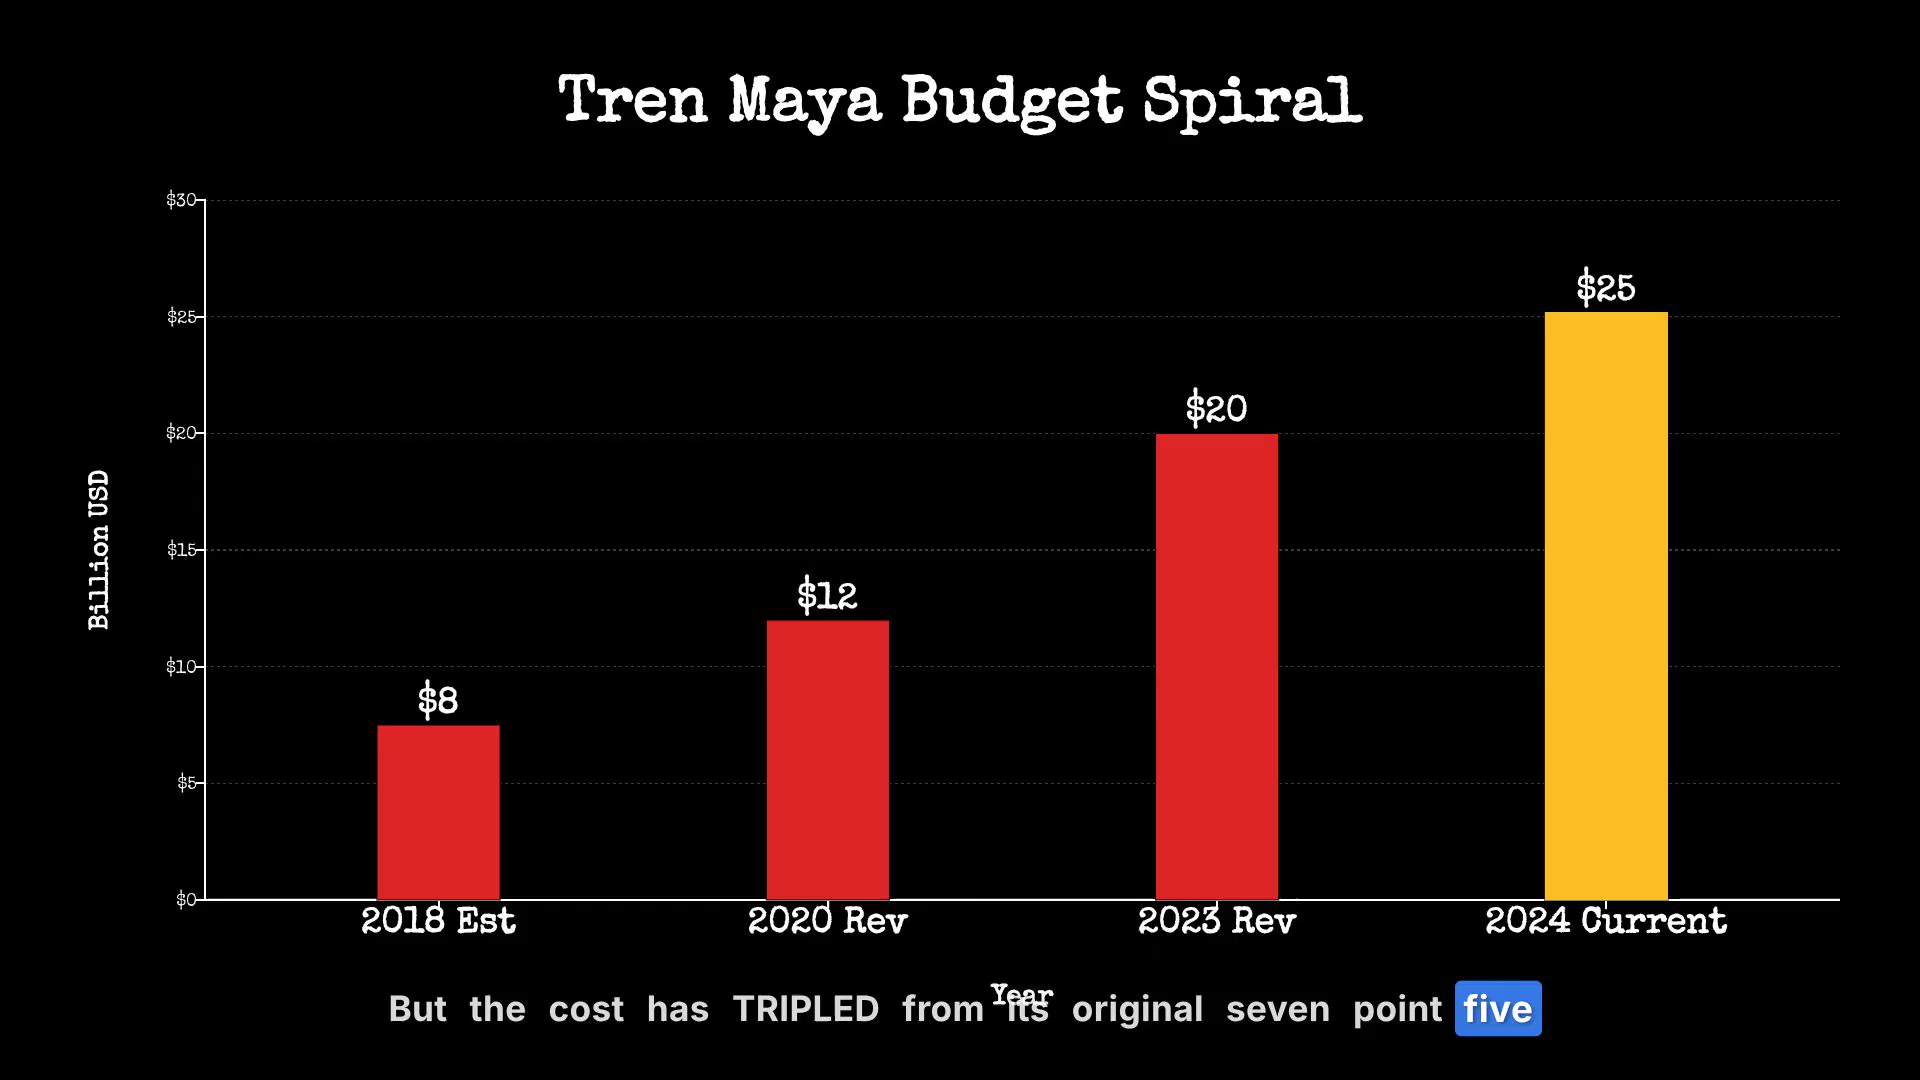 Tren Maya Budget Spiral
$30
$25
$20
$15
$10
$5
$0
Billion USD
$8
$12
$20
$25
2018 Est
2020 Rev
2023 Rev
2024 Current
Year
But the cost has TRIPLED from its original seven point five